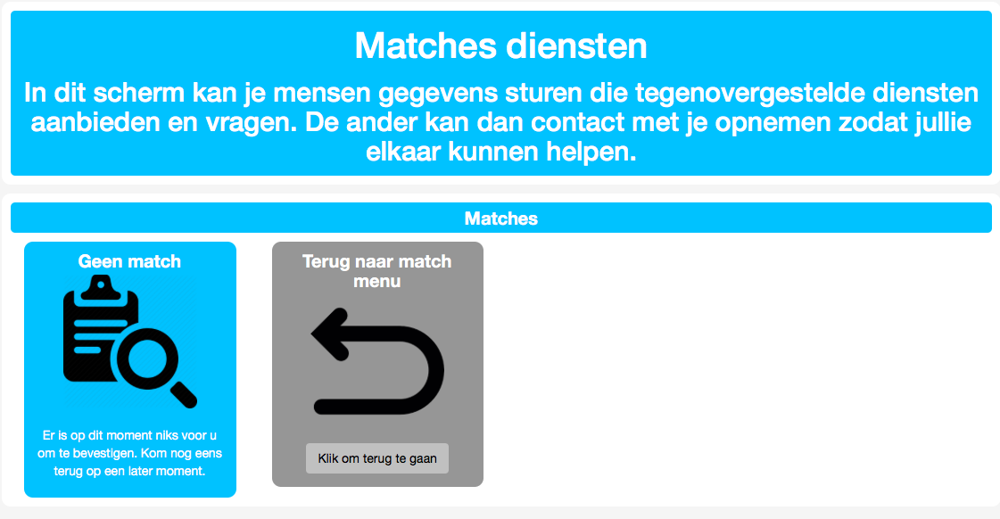 Matches diensten
In dit scherm kan je mensen gegevens sturen die tegenovergestelde diensten
aanbieden en vragen. De ander kan dan contact met je opnemen zodat jullie
elkaar kunnen helpen.
Matches
Geen match
Er is op dit moment niks voor u
om te bevestigen. Kom nog eens
terug op een later moment.
Terug naar match
menu
Klik om terug te gaan